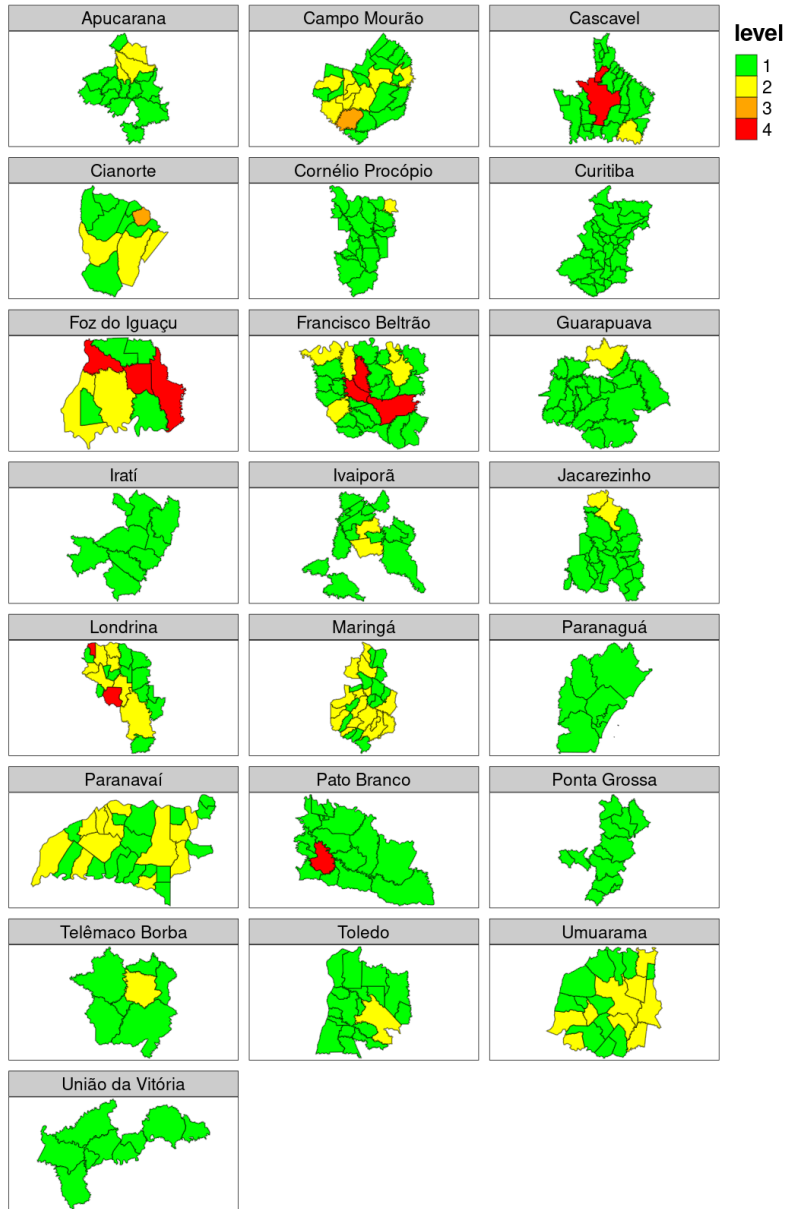 Apucarana
Campo Mourão
Cascavel
level
1
2
3
4
Cianorte
Cornélio Procópio
Curitiba
Foz do Iguaçu
Francisco Beltrão
Guarapuava
Iratí
Ivaiporã
Jacarezinho
Londrina
Maringá
Paranaguá
Paranavaí
Pato Branco
Ponta Grossa
Telêmaco Borba
Toledo
Umuarama
União da Vitória